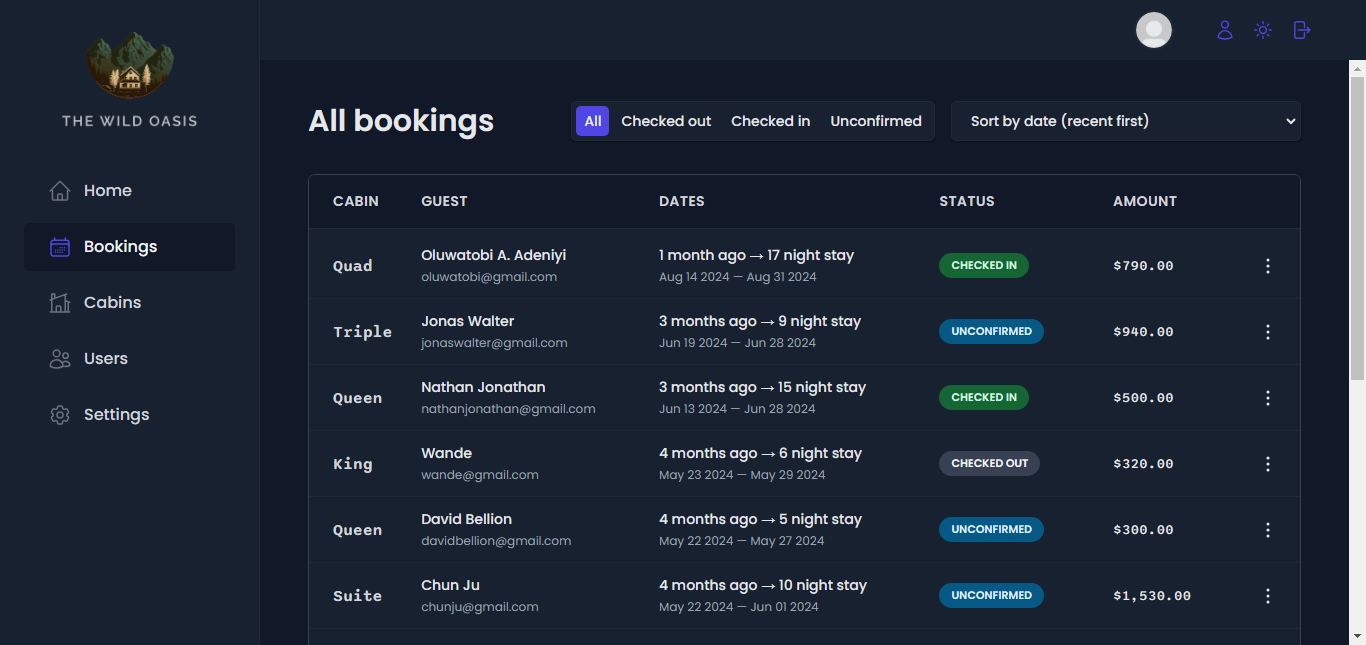 THE WILD OASIS
Home
Bookings
Cabins
Users
Settings
All bookings
All Checked out Checked in Unconfirmed
Sort by date (recent first)
CABIN GUEST DATES STATUS AMOUNT
Quad Oluwatobi A. Adeniyi 1 month ago → 17 night stay CHECKED IN $790.00
oluwatobi@gmail.com Aug 14 2024 — Aug 31 2024
Triple Jonas Walter 3 months ago → 9 night stay UNCONFIRMED $940.00
jonaswalter@gmail.com Jun 19 2024 — Jun 28 2024
Queen Nathan Jonathan 3 months ago → 15 night stay CHECKED IN $500.00
nathanjonathan@gmail.com Jun 13 2024 — Jun 28 2024
King Wande 4 months ago → 6 night stay CHECKED OUT $320.00
wande@gmail.com May 23 2024 — May 29 2024
Queen David Bellion 4 months ago → 5 night stay UNCONFIRMED $300.00
davidbellion@gmail.com May 22 2024 — May 27 2024
Suite Chun Ju 4 months ago → 10 night stay UNCONFIRMED $1,530.00
chunju@gmail.com May 22 2024 — Jun 01 2024